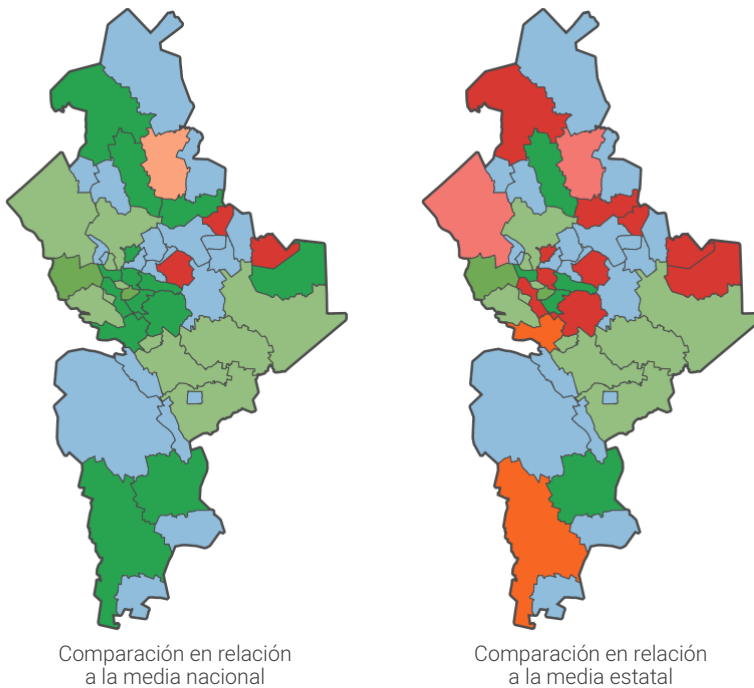 Comparación en relación
a la media nacional
Comparación en relación
a la media estatal